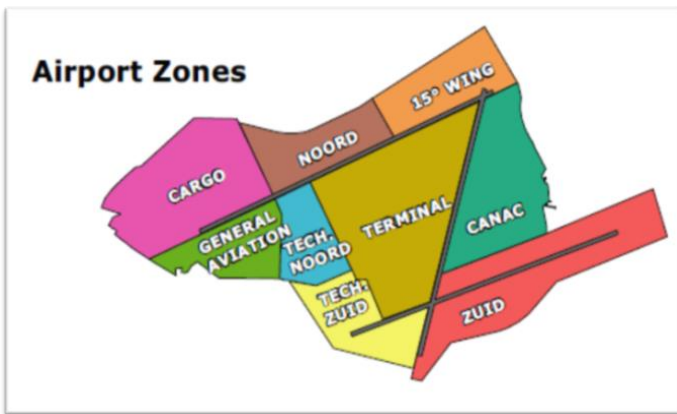 Airport Zones
15° WING
NOORD
CARGO
GENERAL
AVIATION
TECH.
NOORD
TERMINAL
CANAC
TECH.
ZUID
ZUID